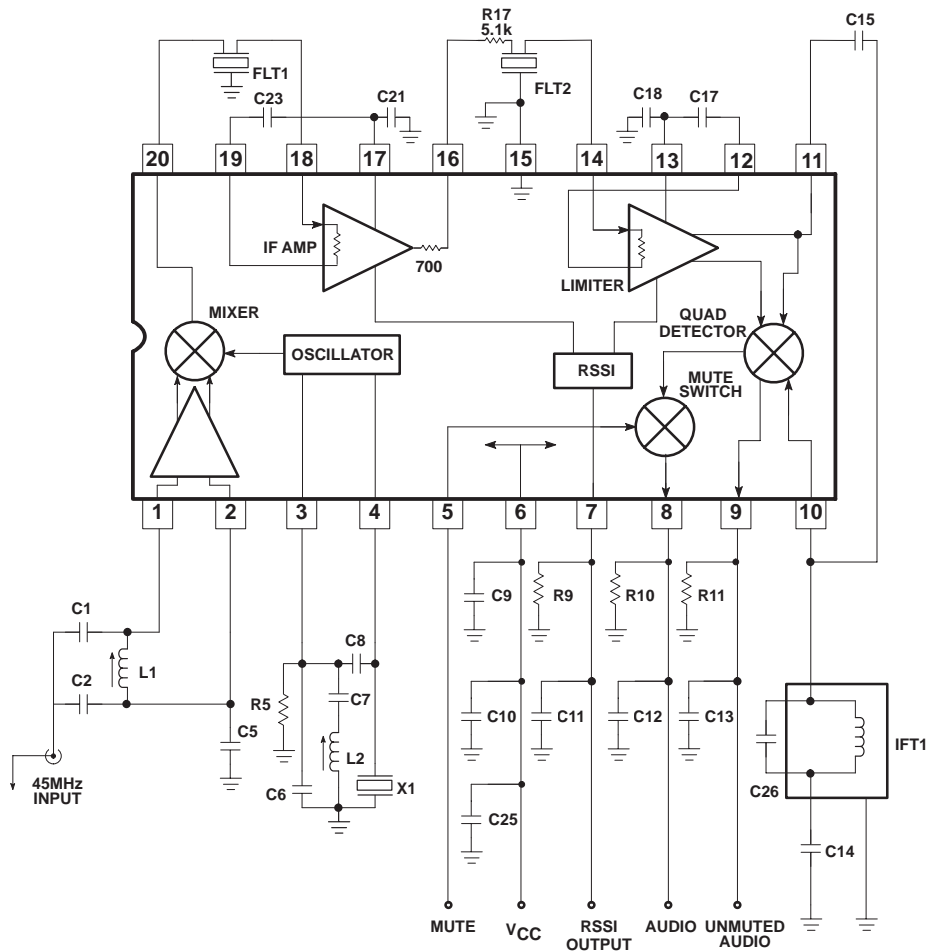 R17
5.1k
C15
FLT1
FLT2
C23
C21
C18
C17
20
19
18
17
16
15
14
13
12
11
IF AMP
700
LIMITER
MIXER
OSCILLATOR
RSSI
QUAD
DETECTOR
MUTE
SWITCH
1
2
3
4
5
6
7
8
9
10
C1
C2
L1
C5
45MHz
INPUT
R5
C6
C7
C8
L2
X1
C9
R9
R10
R11
C10
C11
C12
C13
C25
C26
IFT1
C14
MUTE
VCC
RSSI
OUTPUT
AUDIO
UNMUTED
AUDIO